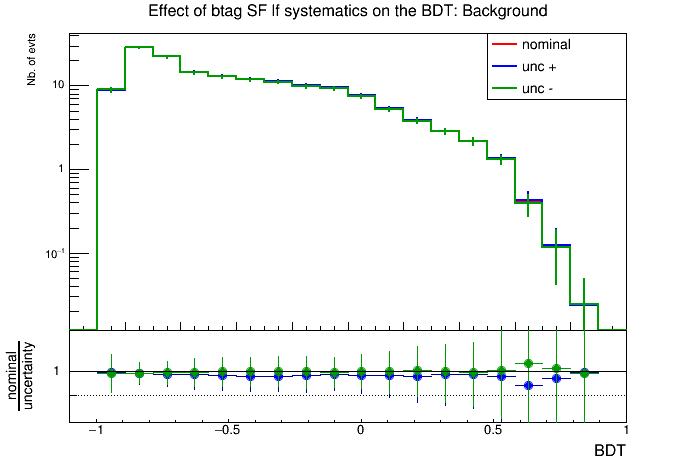 Effect of btag SF lf systematics on the BDT: Background
Nb. of evts
nominal
unc +
unc -
10
1
10⁻¹
nominal
uncertainty
1
−1
−0.5
0
0.5
1
BDT